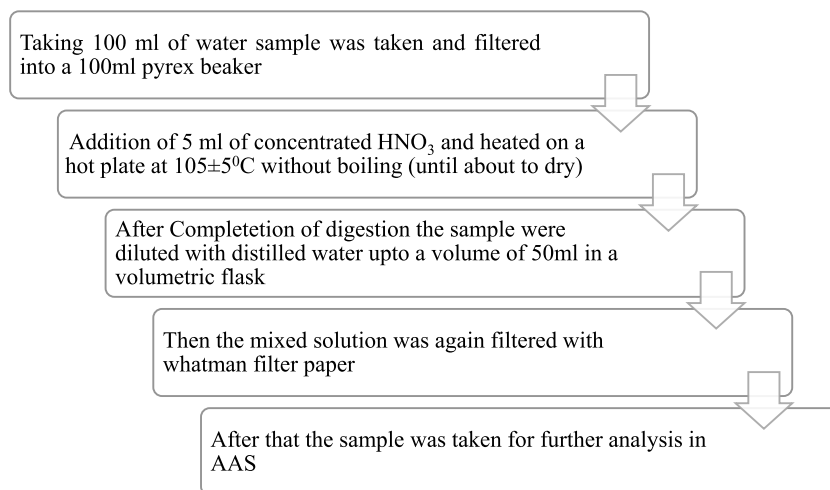 Taking 100 ml of water sample was taken and filtered
into a 100ml pyrex beaker
Addition of 5 ml of concentrated HNO₃ and heated on a
hot plate at 105±5⁰C without boiling (until about to dry)
After Completetion of digestion the sample were
diluted with distilled water upto a volume of 50ml in a
volumetric flask
Then the mixed solution was again filtered with
whatman filter paper
After that the sample was taken for further analysis in
AAS